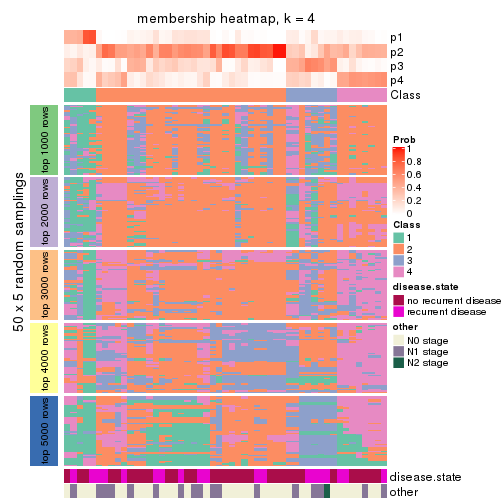 membership heatmap, k = 4
p1
p2
p3
p4
Class
50 x 5 random samplings
top 1000 rows
top 2000 rows
top 3000 rows
top 4000 rows
top 5000 rows
Prob
1
0.8
0.6
0.4
0.2
0
Class
1
2
3
4
disease.state
no recurrent disease
recurrent disease
other
N0 stage
N1 stage
N2 stage
disease.state
other